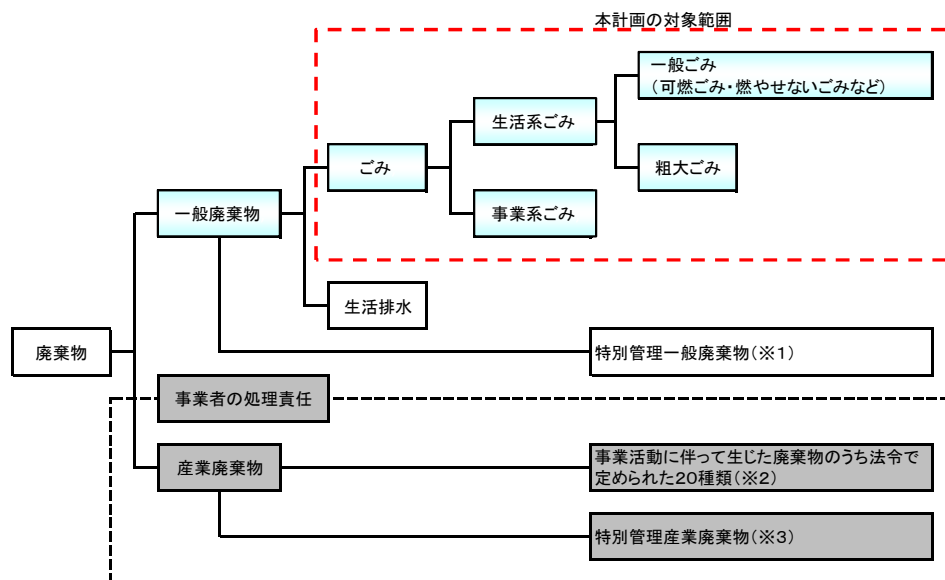 本計画の対象範囲
一般ごみ
（可燃ごみ・燃やせないごみなど）
生活系ごみ
ごみ
粗大ごみ
一般廃棄物
事業系ごみ
生活排水
廃棄物
特別管理一般廃棄物(※1)
事業者の処理責任
産業廃棄物
事業活動に伴って生じた廃棄物のうち法令で
定められた20種類(※2)
特別管理産業廃棄物(※3)